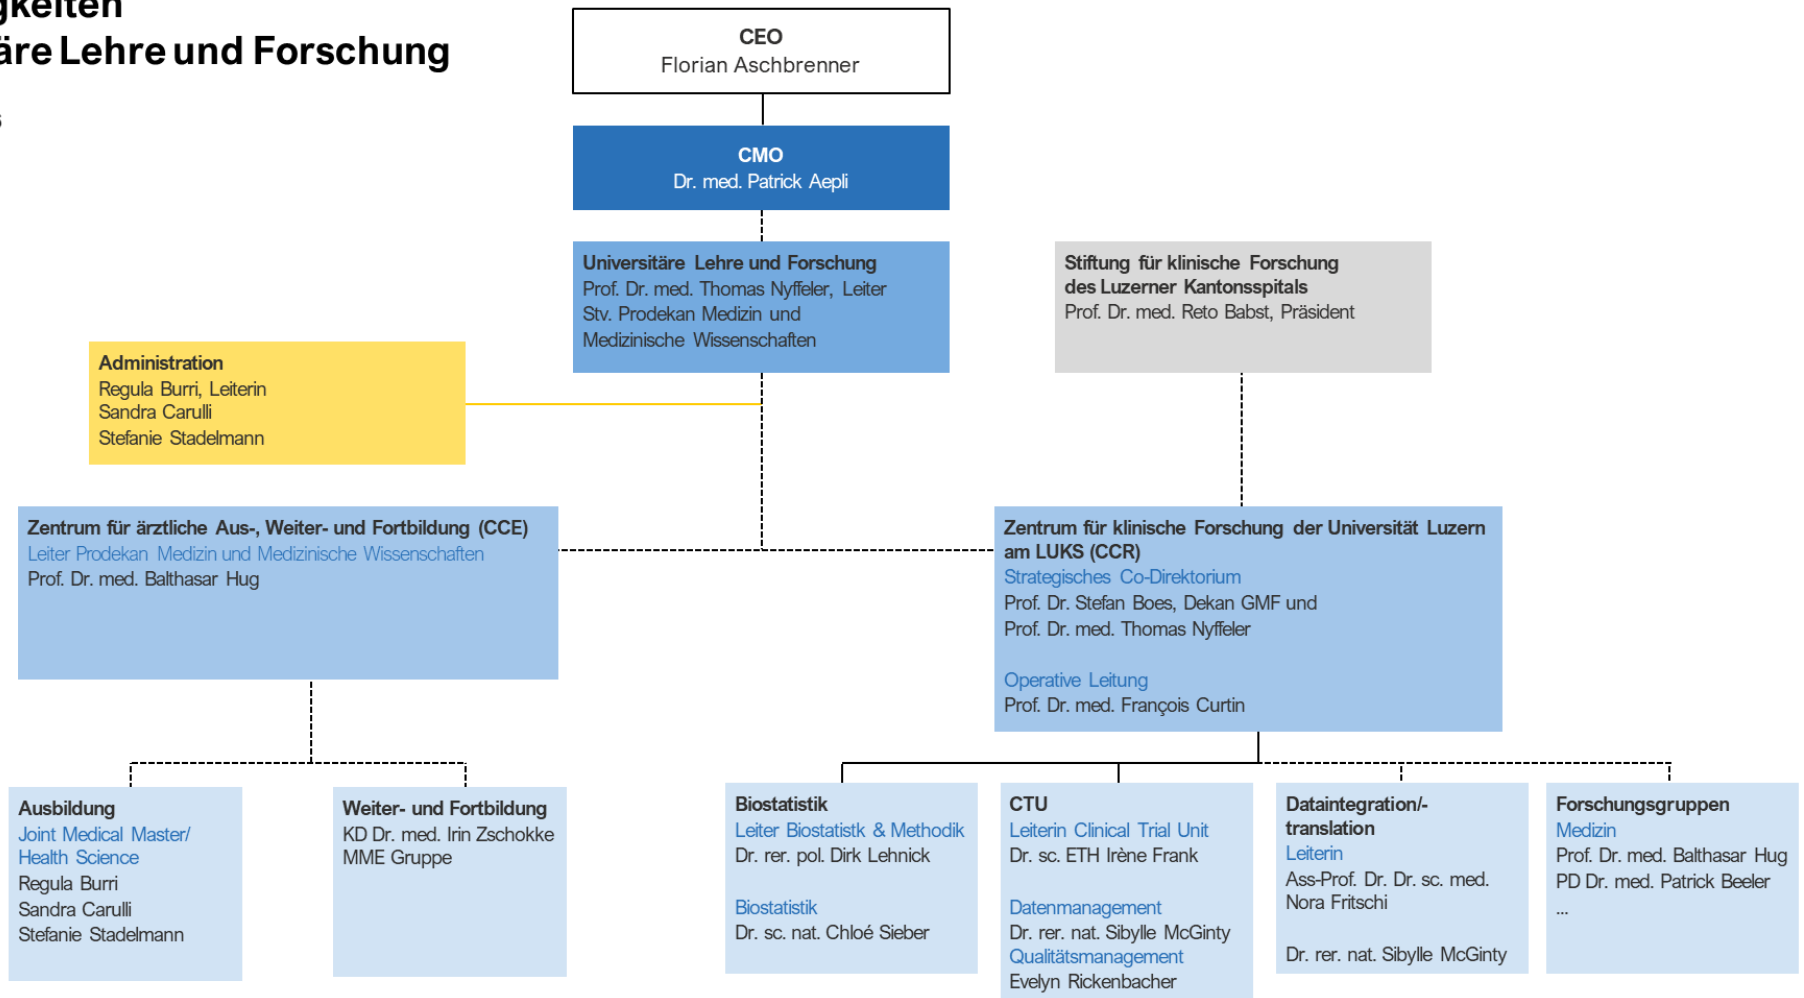 gkeiten
äre Lehre und Forschung
CEO
Florian Aschbrenner
CMO
Dr. med. Patrick Aepli
Universitäre Lehre und Forschung
Prof. Dr. med. Thomas Nyffeler, Leiter
Stv. Prodekan Medizin und
Medizinische Wissenschaften
Stiftung für klinische Forschung
des Luzerner Kantonsspitals
Prof. Dr. med. Reto Babst, Präsident
Administration
Regula Burri, Leiterin
Sandra Carulli
Stefanie Stadelmann
Zentrum für ärztliche Aus-, Weiter- und Fortbildung (CCE)
Leiter Prodekan Medizin und Medizinische Wissenschaften
Prof. Dr. med. Balthasar Hug
Zentrum für klinische Forschung der Universität Luzern
am LUKS (CCR)
Strategisches Co-Direktorium
Prof. Dr. Stefan Boes, Dekan GMF und
Prof. Dr. med. Thomas Nyffeler
Operative Leitung
Prof. Dr. med. François Curtin
Ausbildung
Joint Medical Master/
Health Science
Regula Burri
Sandra Carulli
Stefanie Stadelmann
Weiter- und Fortbildung
KD Dr. med. Irin Zschokke
MME Gruppe
Biostatistik
Leiter Biostatistk & Methodik
Dr. rer. pol. Dirk Lehnick
Biostatistik
Dr. sc. nat. Chloé Sieber
CTU
Leiterin Clinical Trial Unit
Dr. sc. ETH Irène Frank
Datenmanagement
Dr. rer. nat. Sibylle McGinty
Qualitätsmanagement
Evelyn Rickenbacher
Dataintegration/-
translation
Leiterin
Ass-Prof. Dr. Dr. sc. med.
Nora Fritschi
Dr. rer. nat. Sibylle McGinty
Forschungsgruppen
Medizin
Prof. Dr. med. Balthasar Hug
PD Dr. med. Patrick Beeler
...